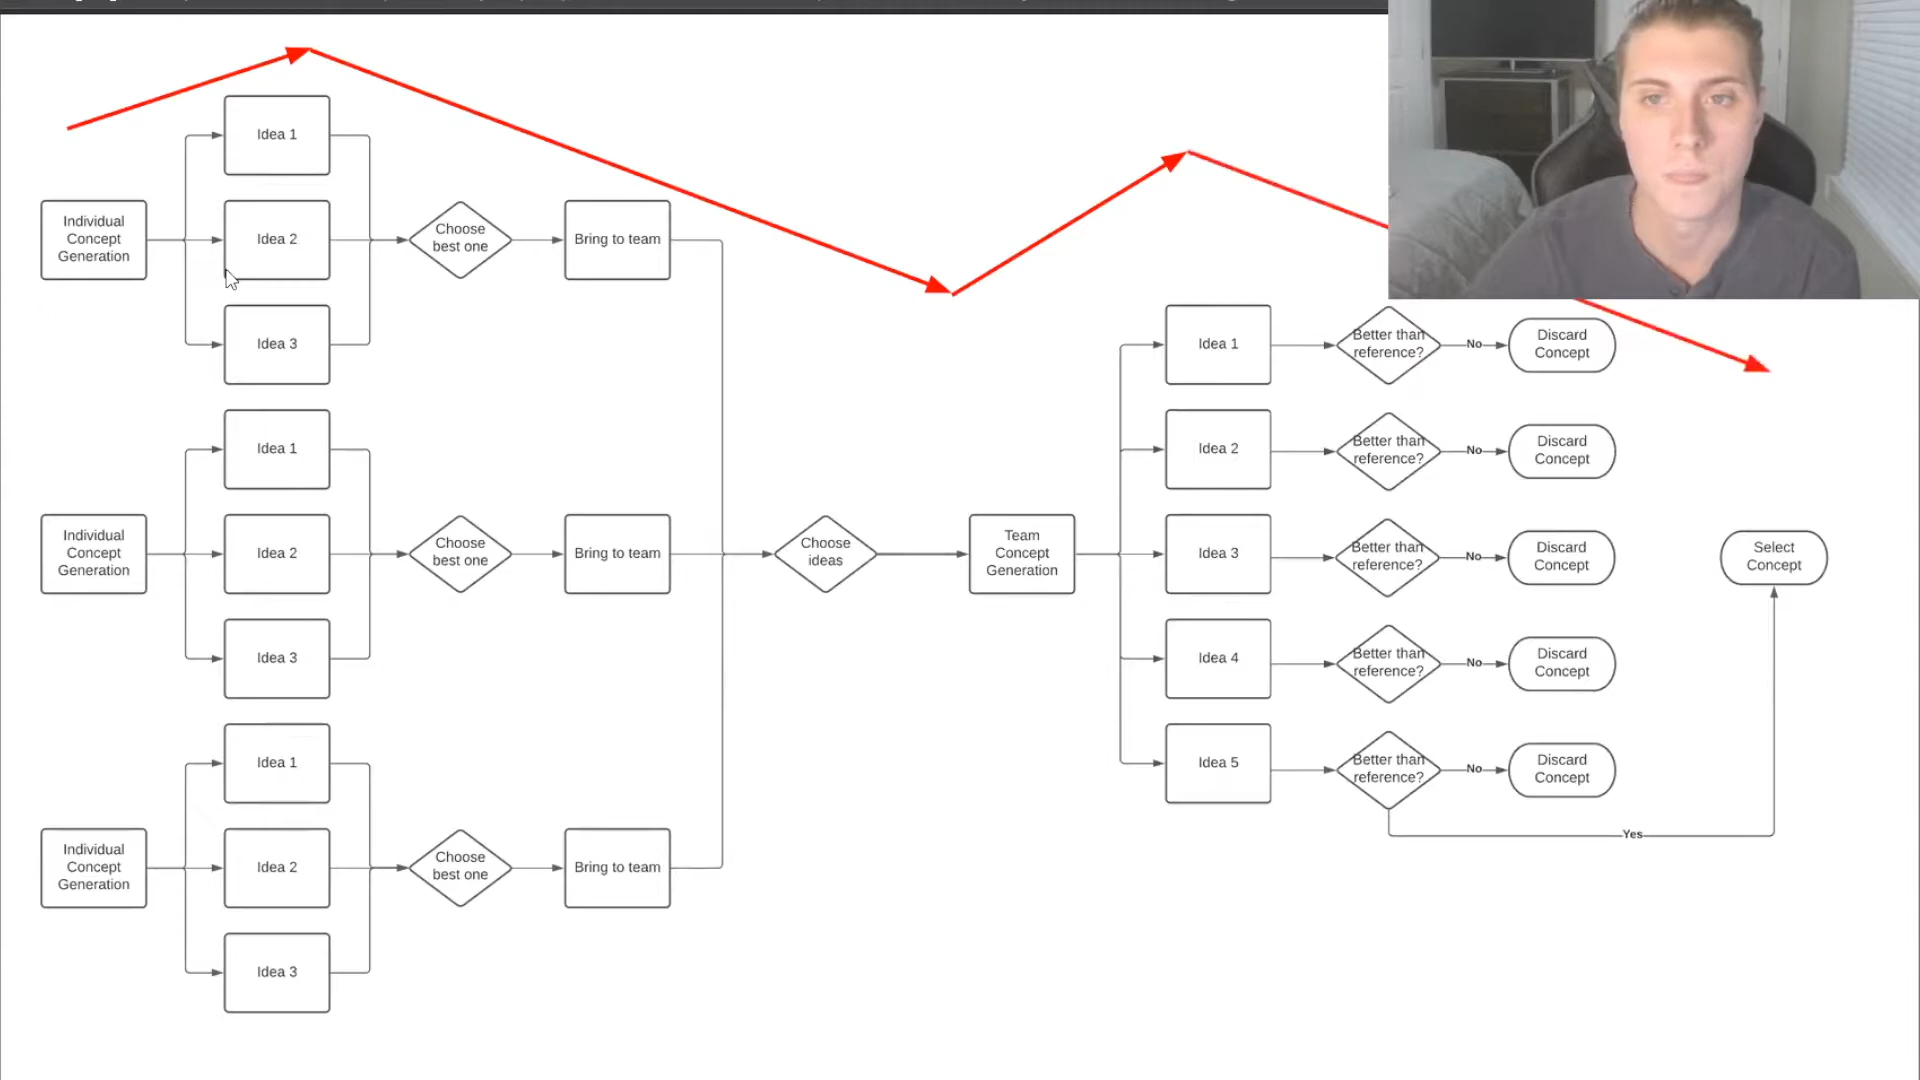 Idea 1
Individual
Concept
Generation
Idea 2
Choose
best one
Bring to team
Idea 3
Idea 1
Individual
Concept
Generation
Idea 2
Choose
best one
Bring to team
Idea 3
Idea 1
Individual
Concept
Generation
Idea 2
Choose
best one
Bring to team
Idea 3
Choose
ideas
Team
Concept
Generation
Idea 1
Better than
reference?
No
Discard
Concept
Idea 2
Better than
reference?
No
Discard
Concept
Idea 3
Better than
reference?
No
Discard
Concept
Idea 4
Better than
reference?
No
Discard
Concept
Idea 5
Better than
reference?
No
Discard
Concept
Yes
Select
Concept